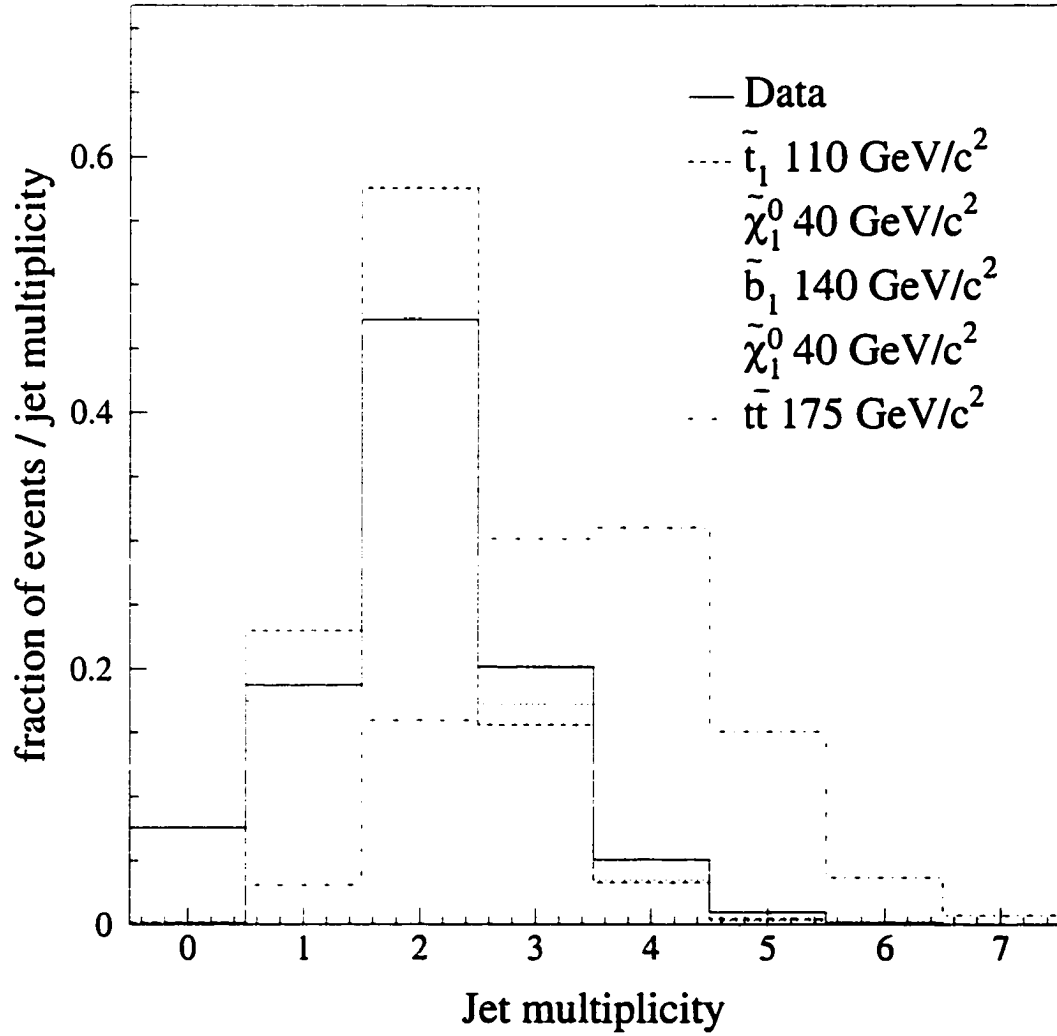 fraction of events / jet multiplicity
0.6
0.4
0.2
0
Data
t̃₁ 110 GeV/c²
χ̃₁⁰ 40 GeV/c²
b̃₁ 140 GeV/c²
χ̃₁⁰ 40 GeV/c²
tt̄ 175 GeV/c²
0 1 2 3 4 5 6 7
Jet multiplicity